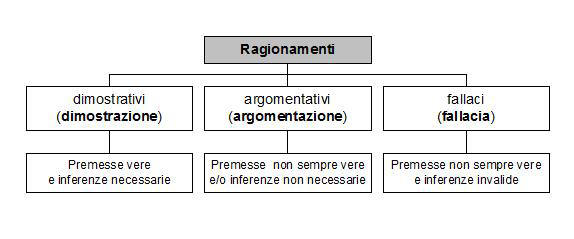 Ragionamenti
dimostrativi
(dimostrazione)
argomentativi
(argomentazione)
fallaci
(fallacia)
Premesse vere
e inferenze necessarie
Premesse non sempre vere
e/o inferenze non necessarie
Premesse non sempre vere
e inferenze invalide